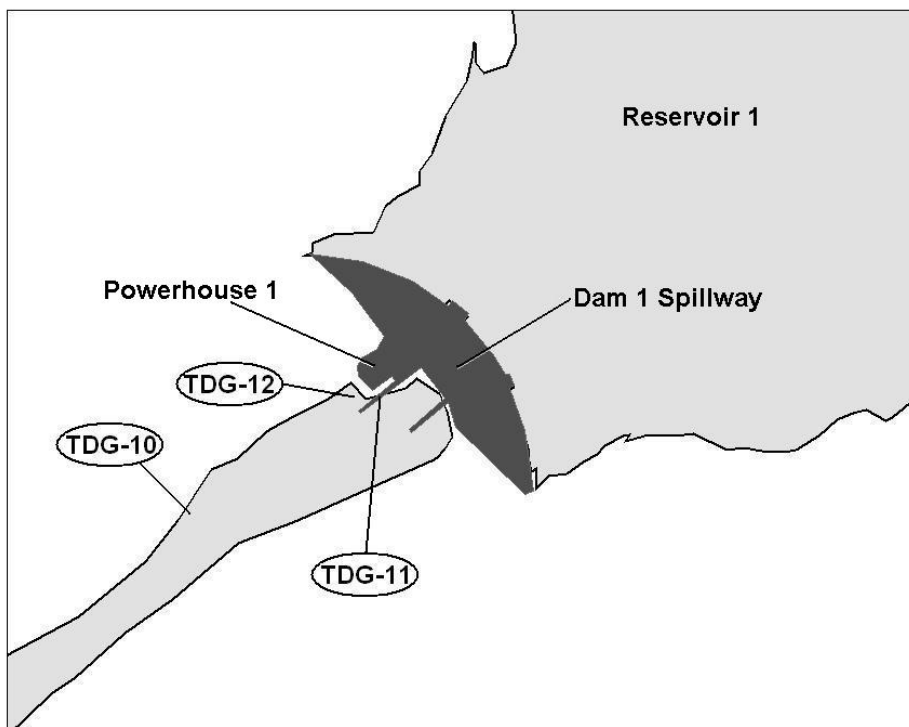 Reservoir 1
Powerhouse 1
Dam 1 Spillway
TDG-12
TDG-10
TDG-11